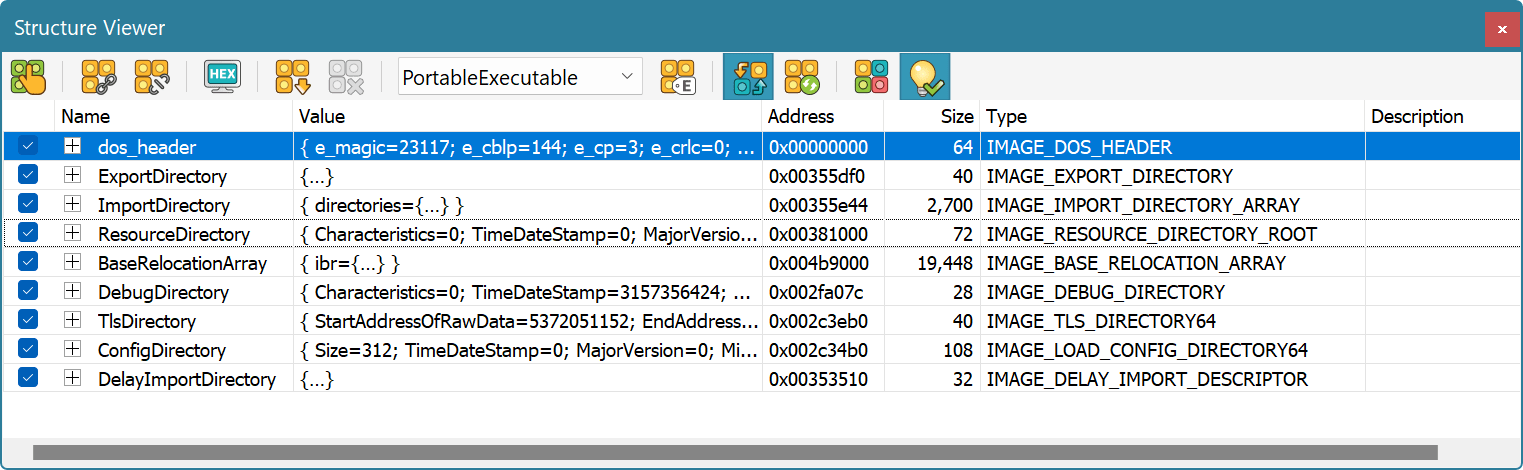 Structure Viewer
HEX PortableExecutable E
Name Value Address Size Type Description
dos_header { e_magic=23117; e_cblp=144; e_cp=3; e_crlc=0; ... 0x00000000 64 IMAGE_DOS_HEADER
ExportDirectory {...} 0x00355df0 40 IMAGE_EXPORT_DIRECTORY
ImportDirectory { directories={...} } 0x00355e44 2,700 IMAGE_IMPORT_DIRECTORY_ARRAY
ResourceDirectory { Characteristics=0; TimeDateStamp=0; MajorVersio... 0x00381000 72 IMAGE_RESOURCE_DIRECTORY_ROOT
BaseRelocationArray { ibr={...} } 0x004b9000 19,448 IMAGE_BASE_RELOCATION_ARRAY
DebugDirectory { Characteristics=0; TimeDateStamp=3157356424; ... 0x002fa07c 28 IMAGE_DEBUG_DIRECTORY
TlsDirectory { StartAddressOfRawData=5372051152; EndAddress... 0x002c3eb0 40 IMAGE_TLS_DIRECTORY64
ConfigDirectory { Size=312; TimeDateStamp=0; MajorVersion=0; Mi... 0x002c34b0 108 IMAGE_LOAD_CONFIG_DIRECTORY64
DelayImportDirectory {...} 0x00353510 32 IMAGE_DELAY_IMPORT_DESCRIPTOR